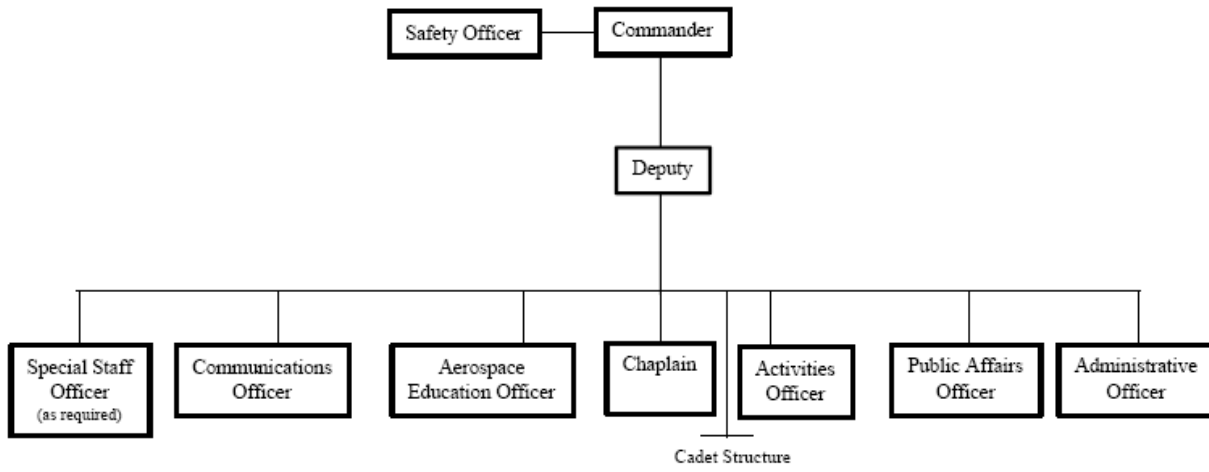 Safety Officer
Commander
Deputy
Special Staff
Officer
(as required)
Communications
Officer
Aerospace
Education Officer
Chaplain
Activities
Officer
Public Affairs
Officer
Administrative
Officer
Cadet Structure